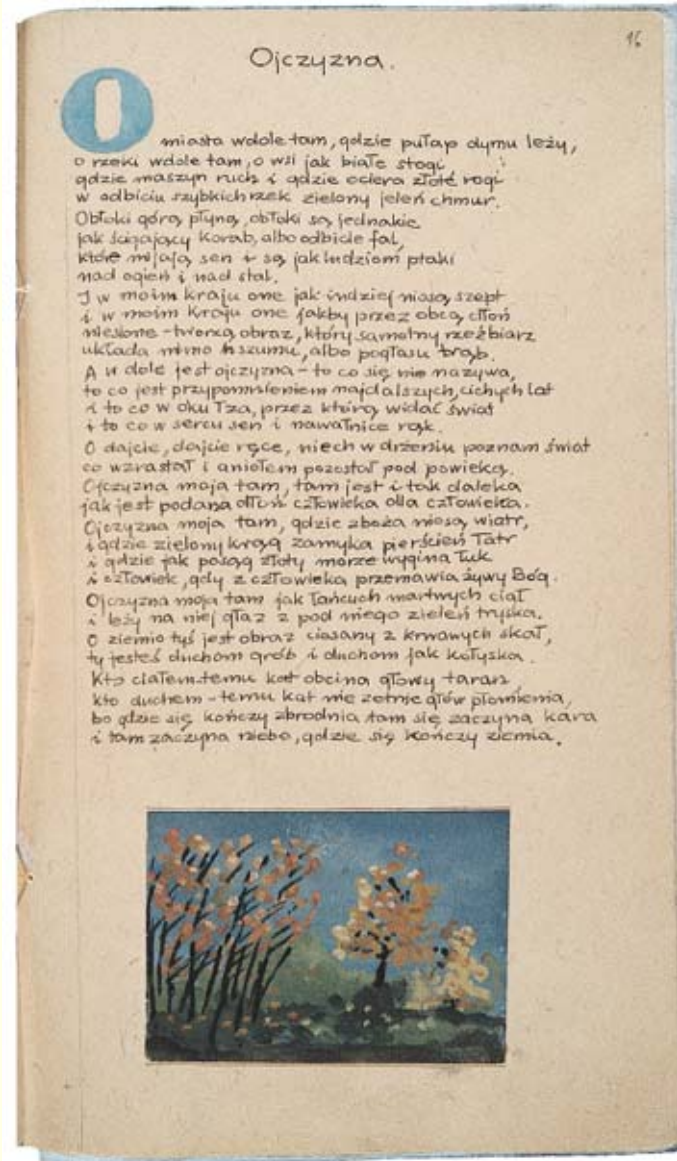 16
Ojczyzna.
O miasta wdole tam, gdzie pułap dymu leży,
o rzeki wdole tam, o wsi jak białe stogi
gdzie maszyn ruch i gdzie ociera złote rogi
w odbiciu szybkich rzek zielony jeleń chmur.
Obłoki górą płyną, obłoki są jednakie
jak ścigający korab, albo odbicie fal,
które mijają sen i są jak ludziom ptaki
nad ogień i nad stal.
I w moim kraju one jak indziej niosą szept
i w moim kraju one jakby przez obcą dłoń
niesione – tworzą obraz, który samotny rzeźbiarz
układa mimo szumu, albo pogłasu trąb.
A w dole jest ojczyzna – to co się nie nazywa,
to co jest przypomnieniem najdalszych, cichych lat
i to co w oku łza, przez którą widać świat
i to co w sercu sen i nawałnice rąk.
O dajcie, dajcie ręce, niech w drżeniu poznam świat
co wzrastał i aniołem pozostał pod powieką.
Ojczyzna moja tam, tam jest i tak daleka
jak jest podana dłoń człowieka dla człowieka.
Ojczyzna moja tam, gdzie zboża niosą wiatr,
i gdzie zielony krąg zamyka pierścień Tatr
i gdzie jak posąg złoty morze wygina łuk
i człowiek, gdy z człowieka przemawia żywy Bóg.
Ojczyzna moja tam jak łańcuch martwych ciał
i leży na niej głaz z pod niego zieleń tryska.
O ziemio tyś jest obraz ciosany z krwawych skał,
ty jesteś duchom grób i duchom jak kołyska.
Kto ciałem – temu kat obcina głowy taran,
kto duchem – temu kat nie zetnie głów płomienia,
bo gdzie się kończy zbrodnia tam się zaczyna kara
i tam zaczyna niebo, gdzie się kończy ziemia.